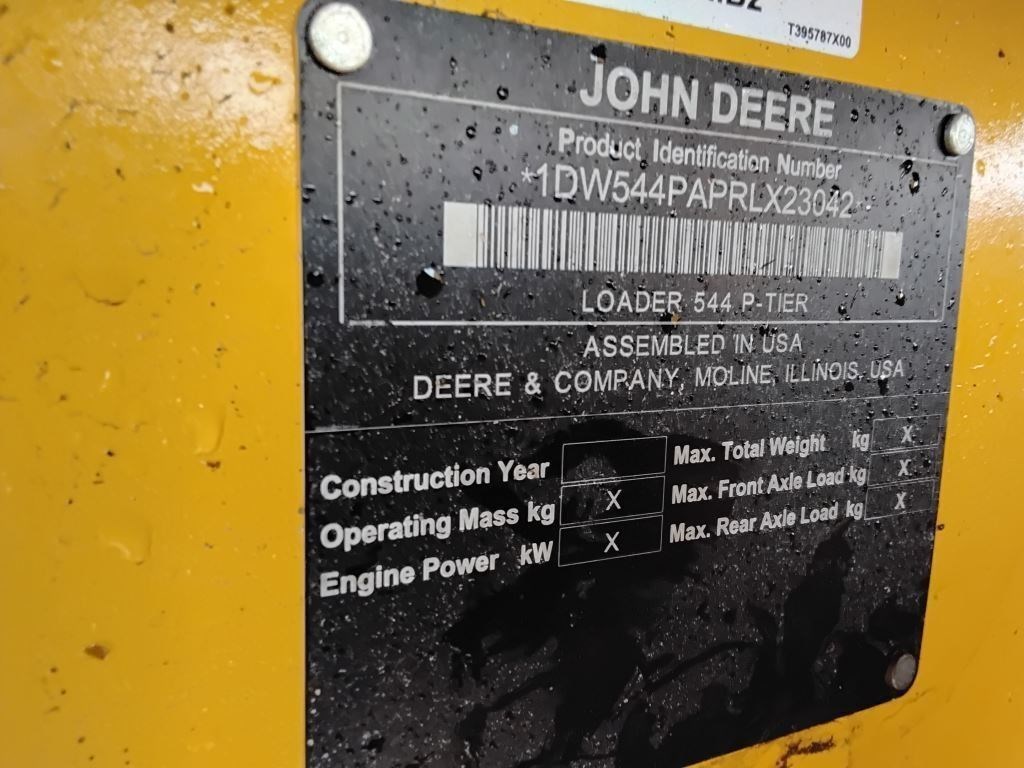 T395787X00
JOHN DEERE
Product Identification Number
*1DW544PAPRLX23042
LOADER 544 P-TIER
ASSEMBLED IN USA
DEERE & COMPANY, MOLINE, ILLINOIS, USA
Construction Year
Operating Mass kg X
Engine Power kW X
Max. Total Weight kg X
Max. Front Axle Load kg X
Max. Rear Axle Load kg X